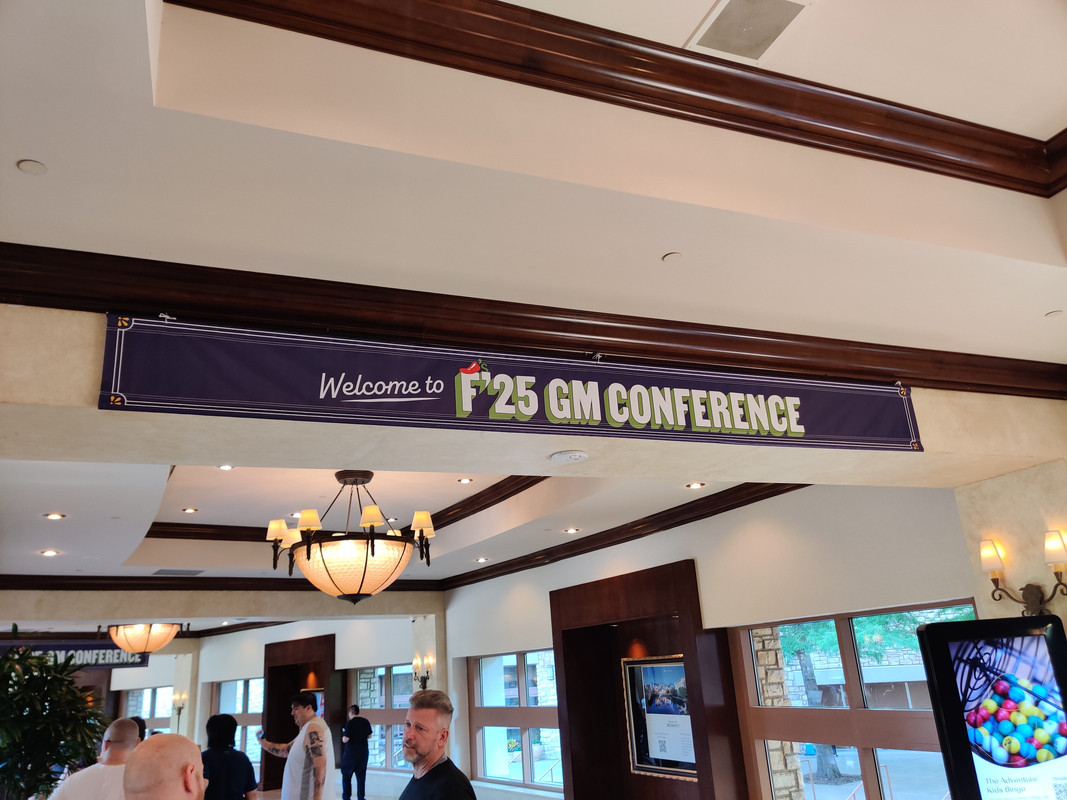 Welcome to F'25 GM CONFERENCE
GM CONFERENCE
The Adventure
Kids Bingo